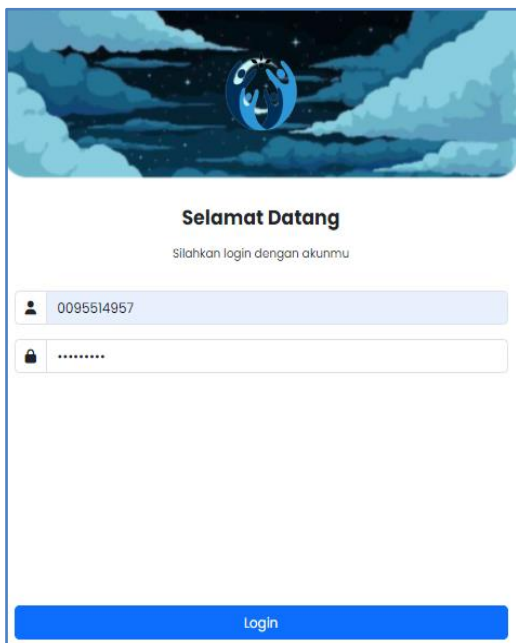 Selamat Datang
Silahkan login dengan akunmu
0095514957
•••••••••
Login